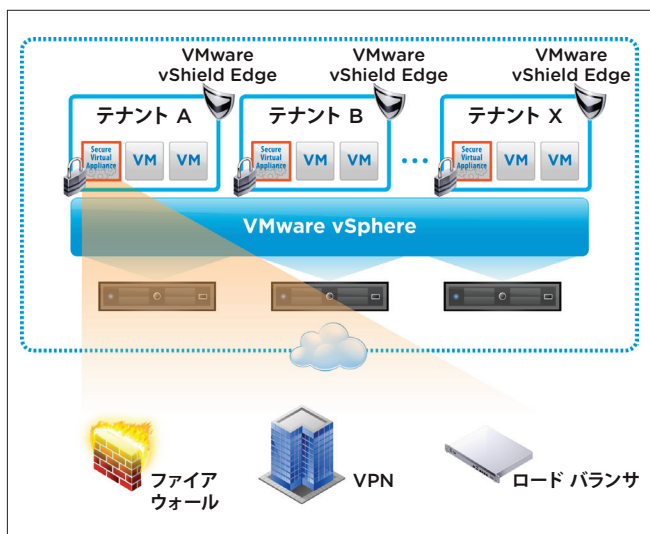 VMware
vShield Edge
VMware
vShield Edge
VMware
vShield Edge
テナント A
テナント B
テナント X
Secure
Virtual
Appliance
VM
VM
Secure
Virtual
Appliance
VM
VM
...
Secure
Virtual
Appliance
VM
VM
VMware vSphere
ファイア
ウォール
VPN
ロード バランサ